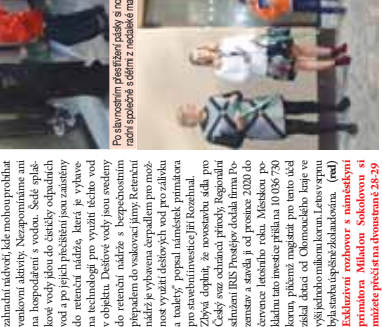 zahradní nádvoří, kde mohou probíhat
venkovní aktivity. Nezapomínáme ani
na hospodaření s vodou. Šedé splaš-
kové vody jdou do čističky odpadních
vod a po jejich přečištění jsou zaústěny
do retenční nádrže, která je vybave-
na technologií pro využití těchto vod
v objektu. Dešťové vody jsou svedeny
do retenční nádrže s bezpečnostním
přepadem do vsakovací jámy. Retenční
nádrž je vybavena čerpadlem pro mož-
nost využití dešťových vod pro zálivku
a toalety,“ popsal náměstek primátora
pro stavební investice Jiří Rozehnal.
Zbývá doplnit, že novostavbu sídla pro
Český svaz ochránců přírody, Regionální
sdružení IRIS Prostějov dodala firma Po-
zemstav a stavěla ji od prosince 2020 do
července letošního roku. Městskou po-
kladnu tato investice přišla na 10 036 730
korun, přičemž magistrát pro tento účel
získal dotaci od Olomouckého kraje ve
výši jednoho milionu korun. Letos v srpnu
byla stavba úspěšně zkolaudována. (red)
Exkluzivní rozhovor s náměstkyní
primátora Miladou Sokolovou si
můžete přečíst na dvoustraně 28-29
Po slavnostním přestřižení pásky si no
radní společně s dětmi z nedaleké ma